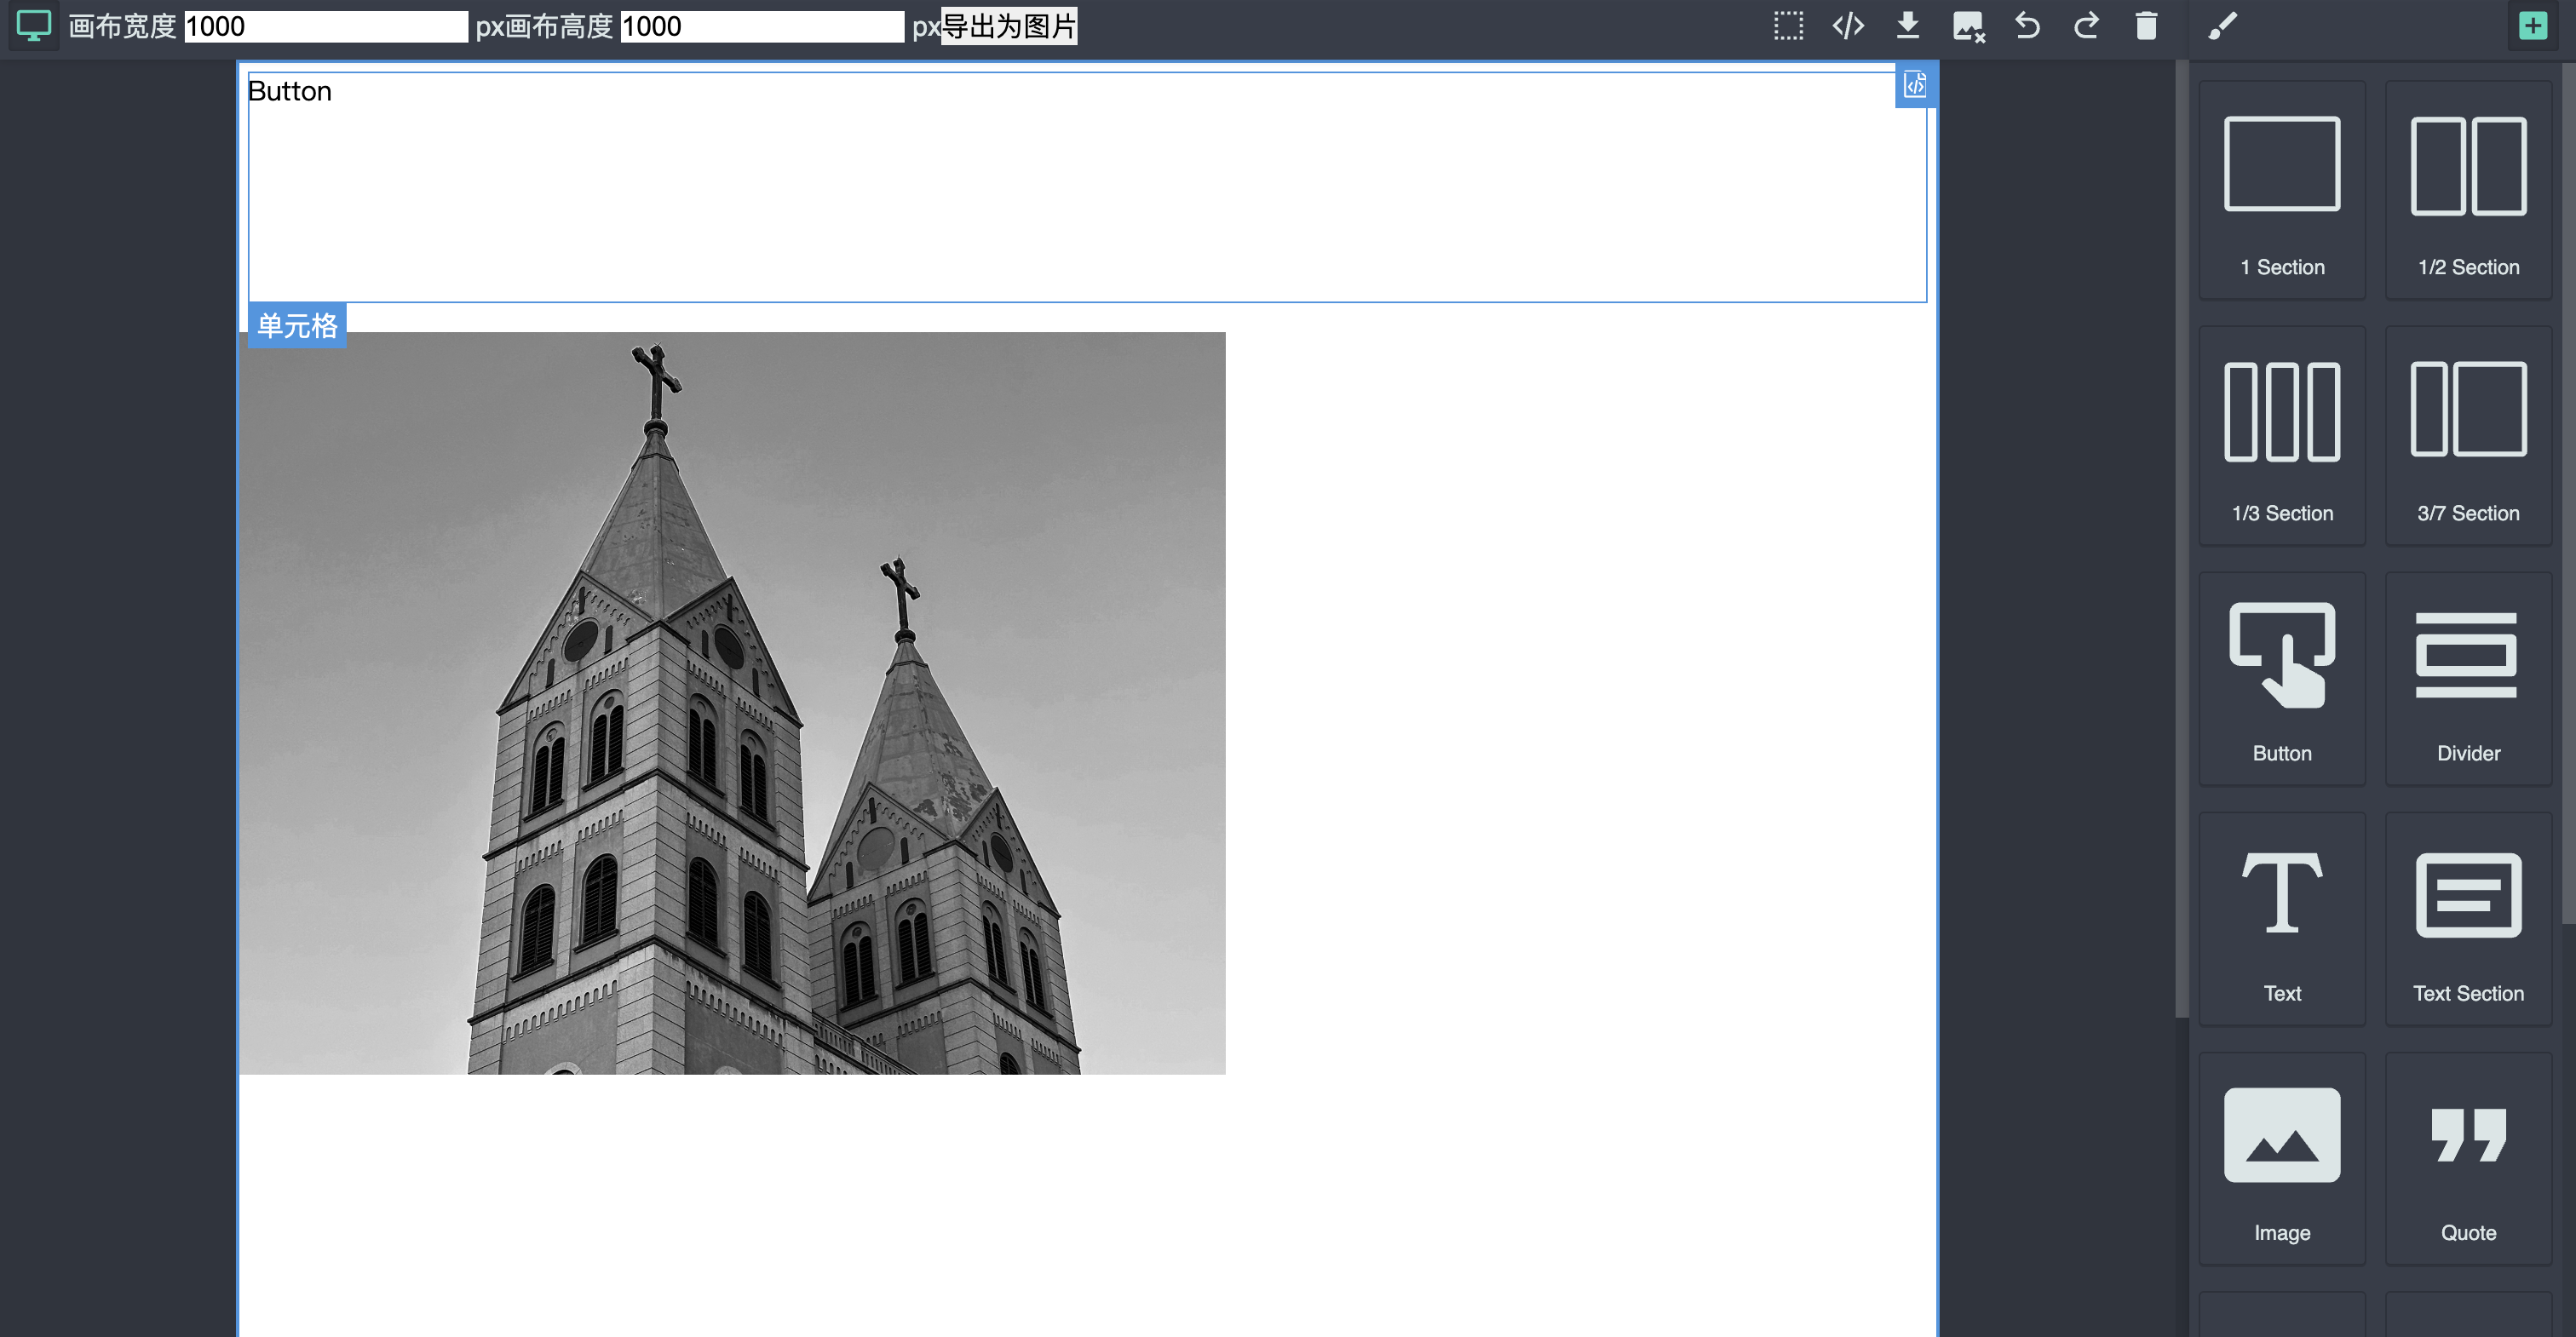 画布宽度 1000 px画布高度 1000 px导出为图片
Button
单元格
1 Section
1/2 Section
1/3 Section
3/7 Section
Button
Divider
Text
Text Section
Image
Quote